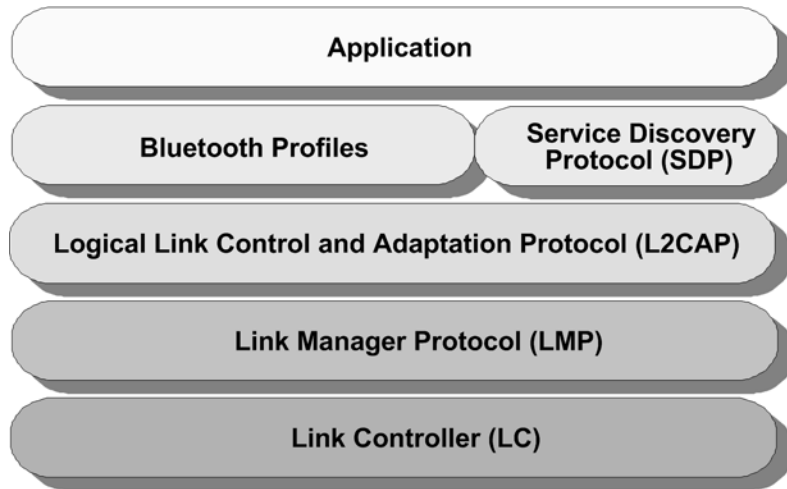 Application
Bluetooth Profiles
Service Discovery
Protocol (SDP)
Logical Link Control and Adaptation Protocol (L2CAP)
Link Manager Protocol (LMP)
Link Controller (LC)